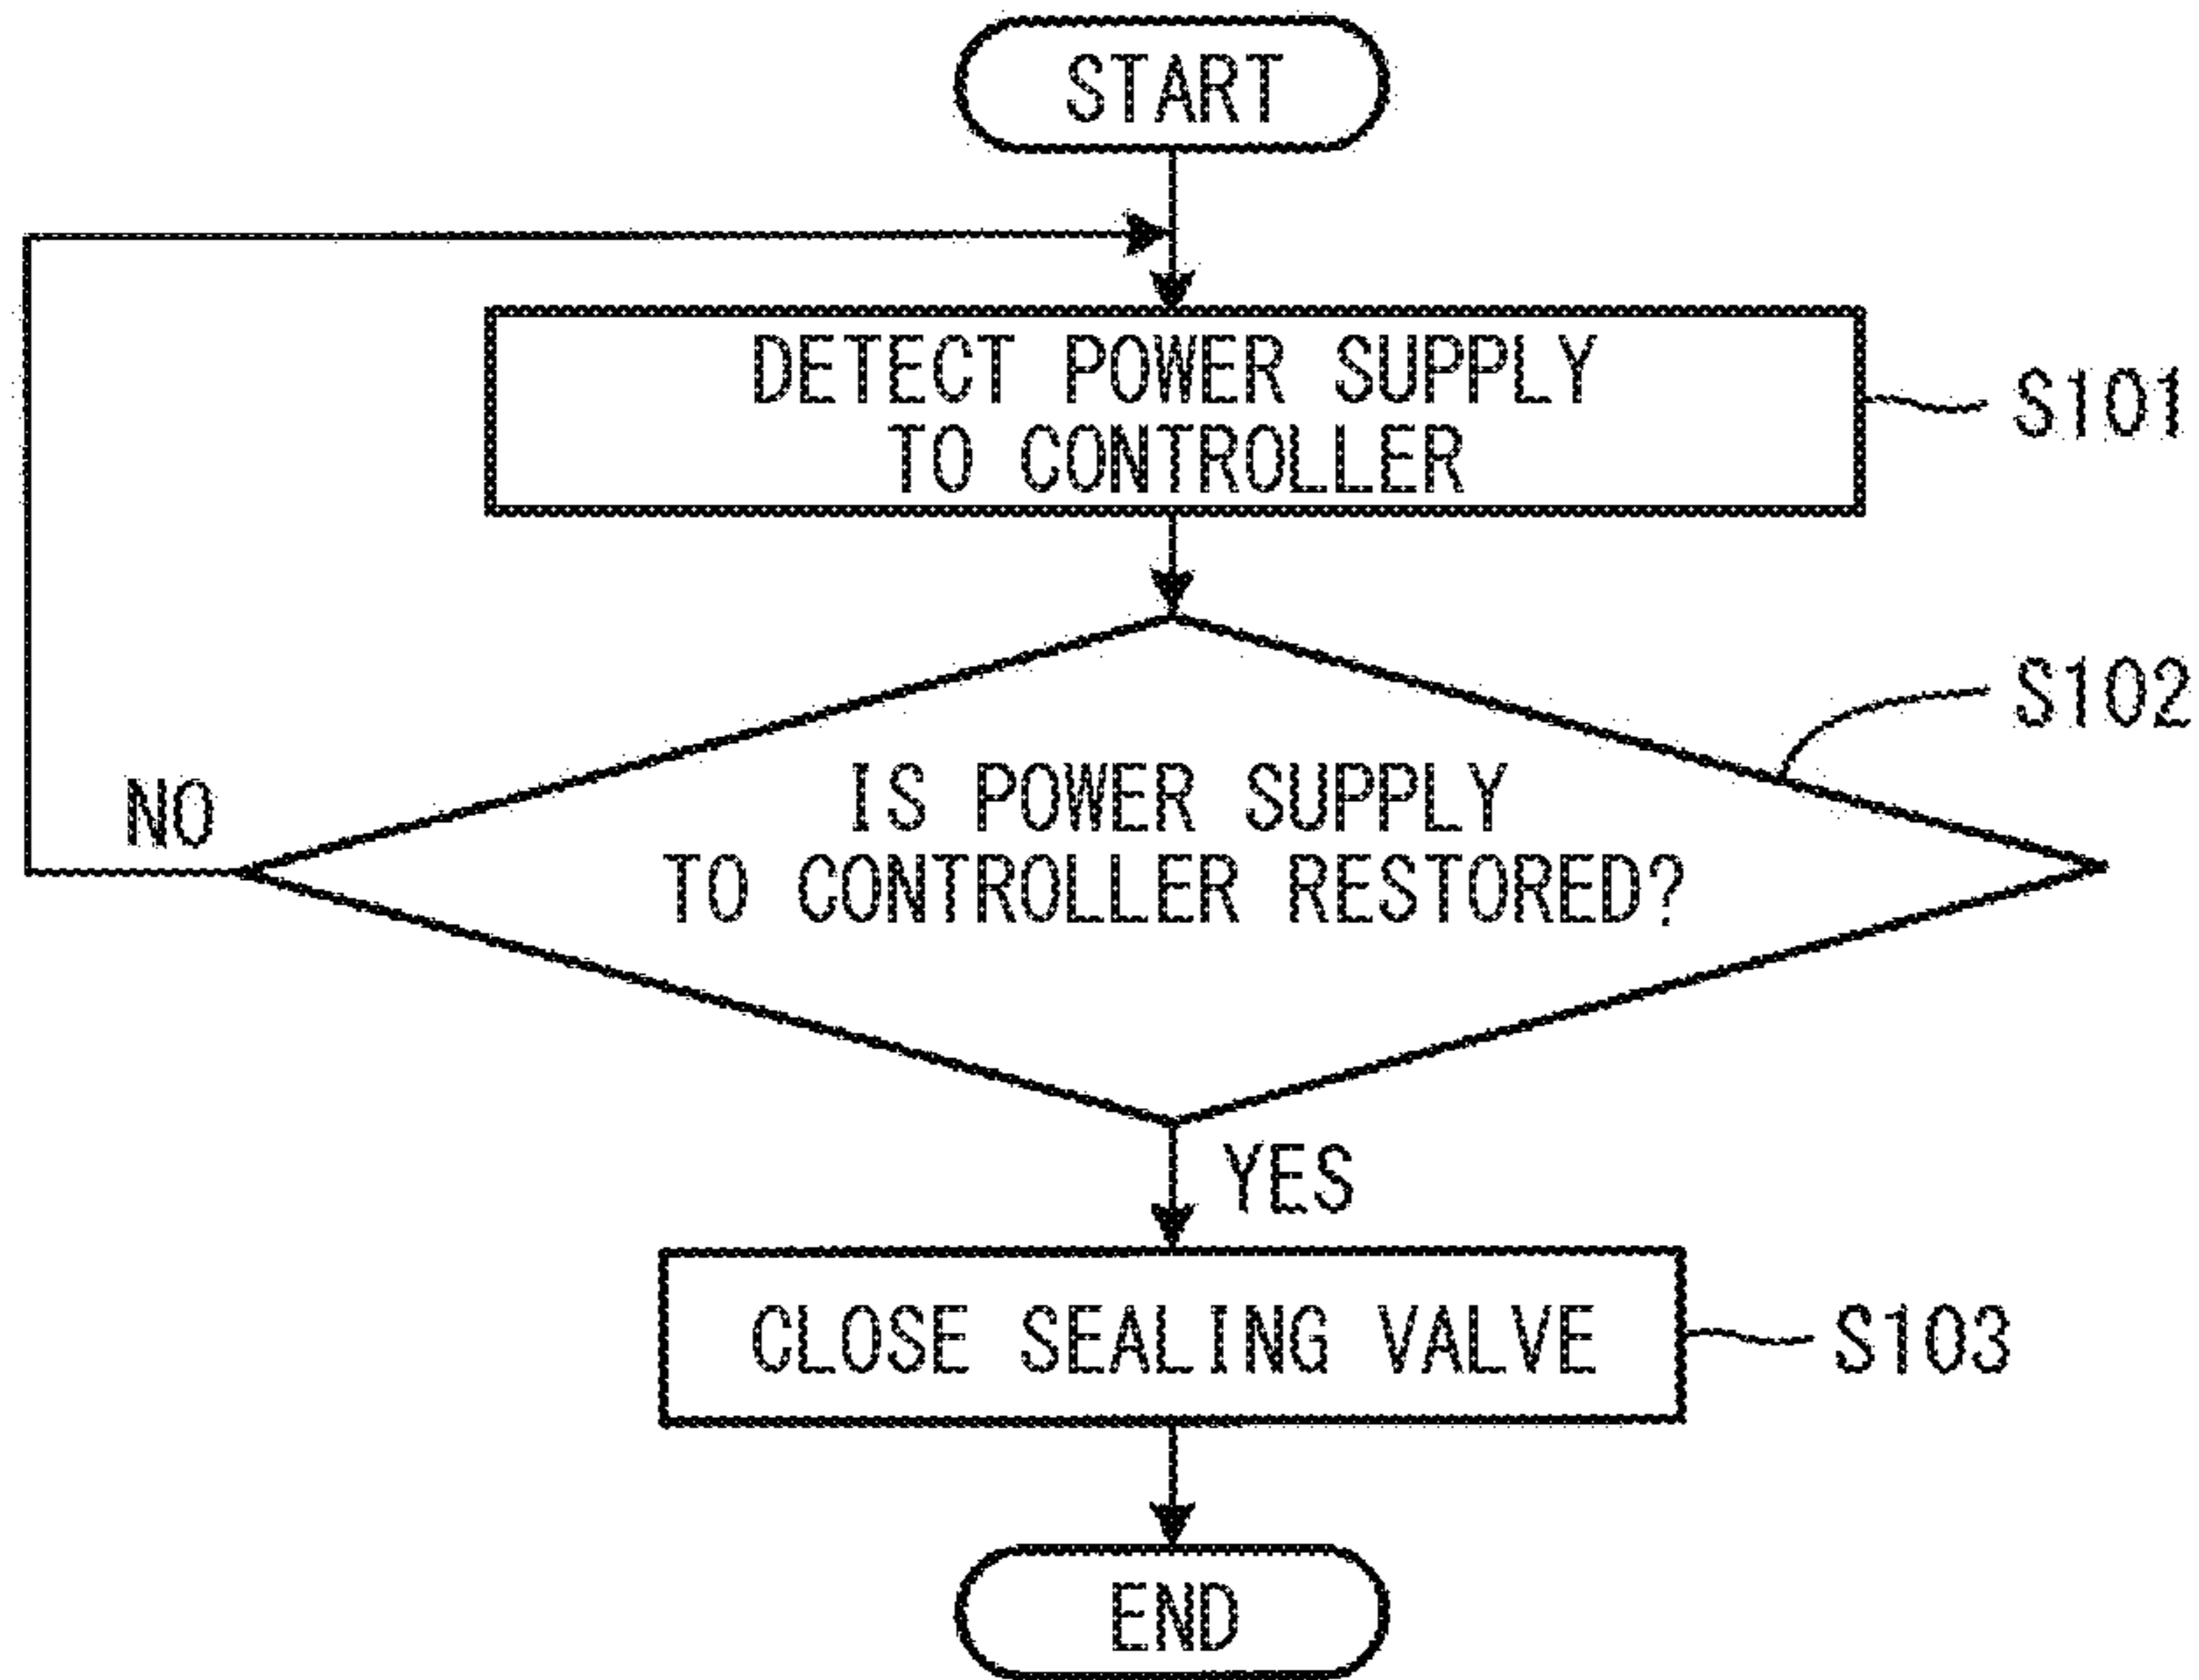 START
DETECT POWER SUPPLY
TO CONTROLLER
S101
S102
IS POWER SUPPLY
TO CONTROLLER RESTORED?
NO
YES
CLOSE SEALING VALVE
S103
END